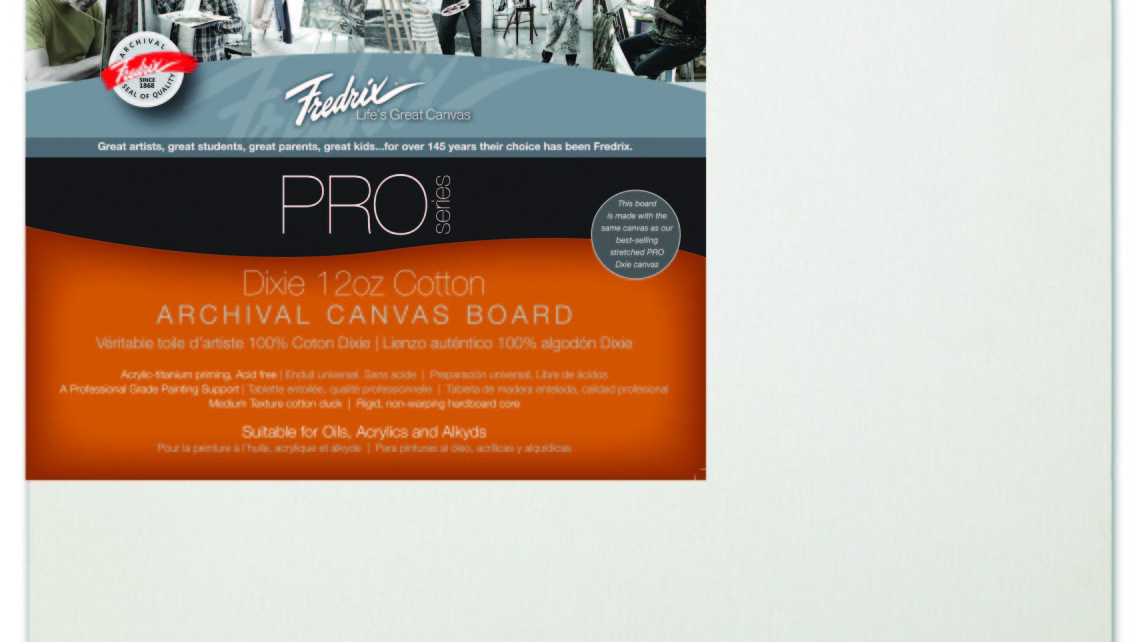 ARCHIVAL
Fredrix
SINCE
1868
SEAL OF QUALITY
Fredrix
Life's Great Canvas
Great artists, great students, great parents, great kids...for over 145 years their choice has been Fredrix.
PRO series
This board
is made with the
same canvas as our
best-selling
stretched PRO
Dxie canvas
Dixie 12oz Cotton
ARCHIVAL CANVAS BOARD
Véritable toile d'artiste 100% Coton Dixie | Lienzo auténtico 100% algodón Dixie
Acrylic-titanium priming, Acid free | Enduit universel, Sans acide | Preparación universal, Libre de ácidos
A Professional Grade Painting Support | Tablette entoilée, qualité professionnelle | Tableta de madera entelada, calidad profesional
Medium Texture cotton duck | Rigid, non-warping hardboard core
Suitable for Oils, Acrylics and Alkyds
Pour la peinture à l'huile, acrylique et alkyde | Para pinturas al óleo, acrílicas y alquídicas